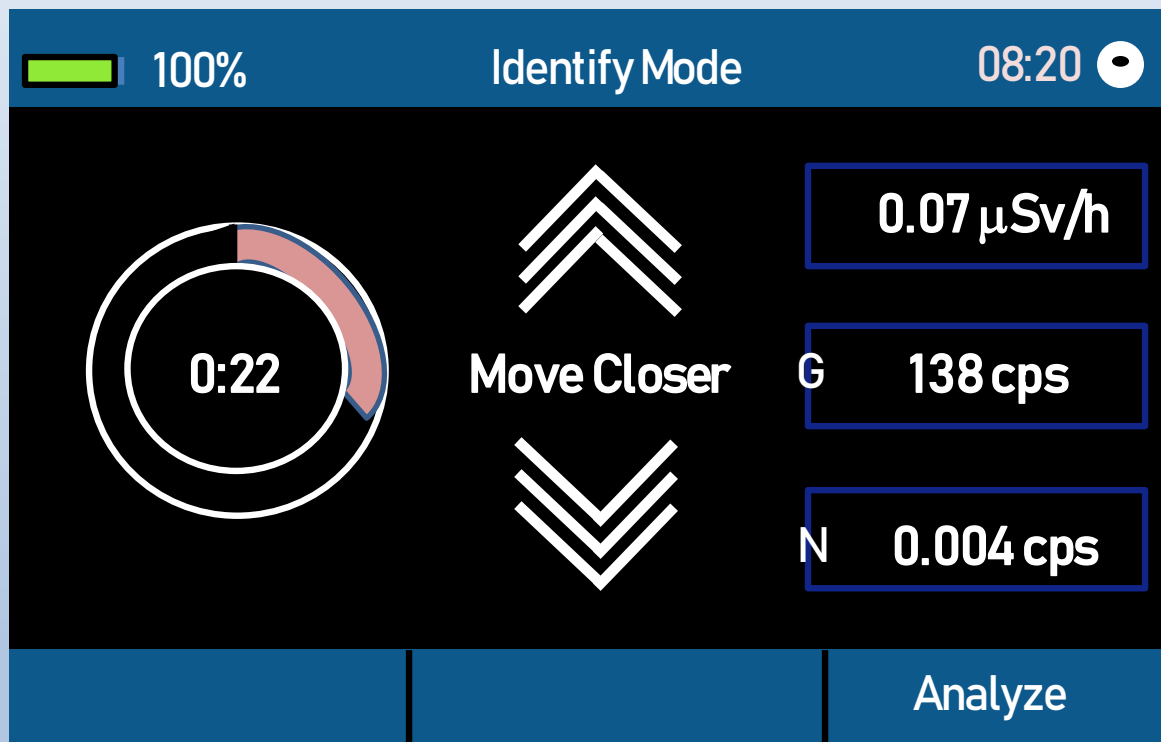 100% Identify Mode 08:20
0.07 μSv/h
0:22 Move Closer G 138 cps
N 0.004 cps
Analyze